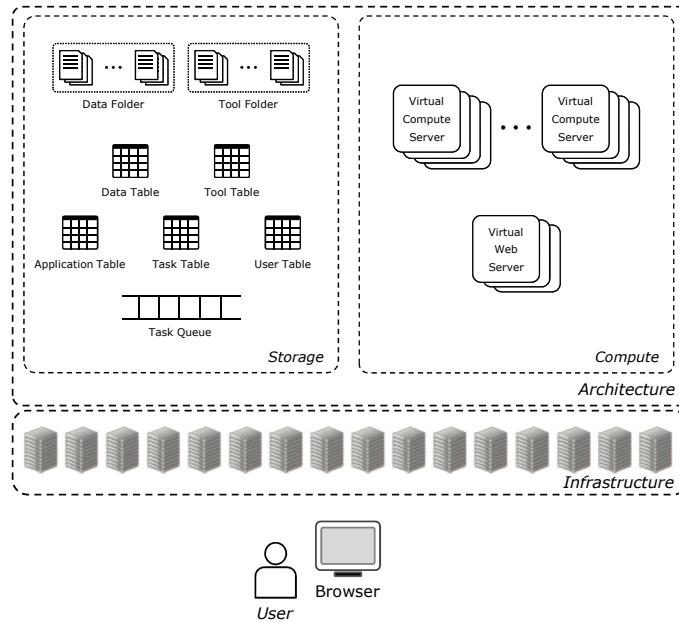 Data Folder
Tool Folder
Data Table
Tool Table
Application Table
Task Table
User Table
Task Queue
Storage
Virtual
Compute
Server
...
Virtual
Compute
Server
Virtual
Web
Server
Compute
Architecture
Infrastructure
User
Browser